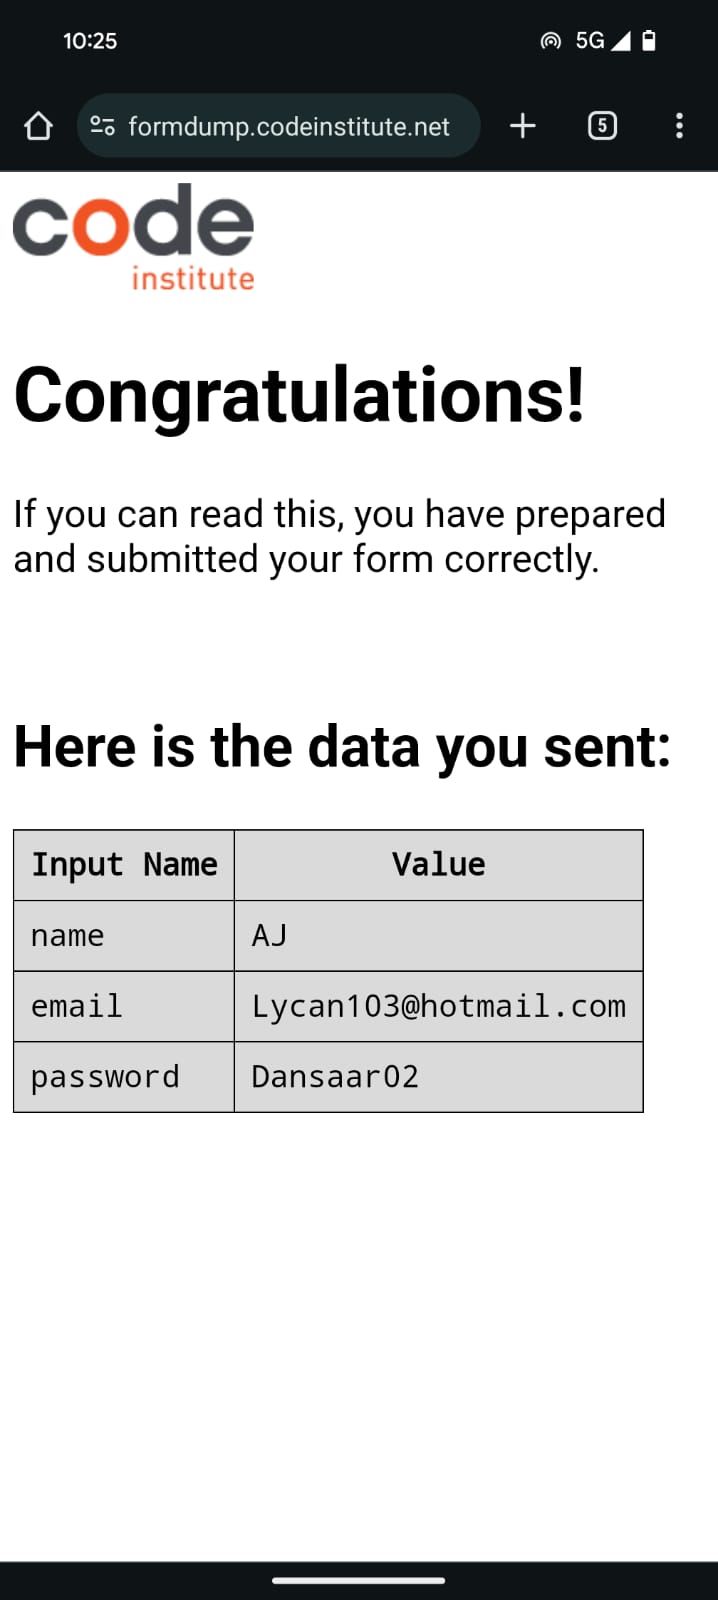 10:25
5G
formdump.codeinstitute.net
5
code
institute
Congratulations!
If you can read this, you have prepared
and submitted your form correctly.
Here is the data you sent:
Input Name Value
name AJ
email Lycan103@hotmail.com
password Dansaar02